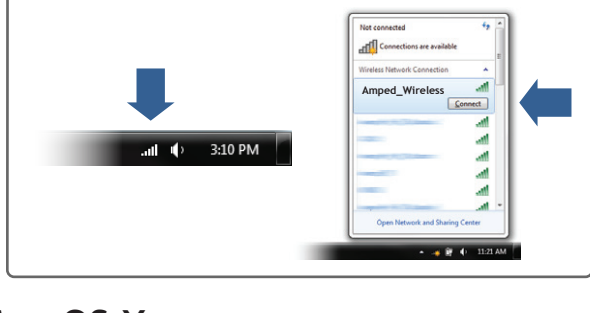 Not connected
Connections are available
Wireless Network Connection
Amped_Wireless
Connect
3:10 PM
Open Network and Sharing Center
11:21 AM
OS X